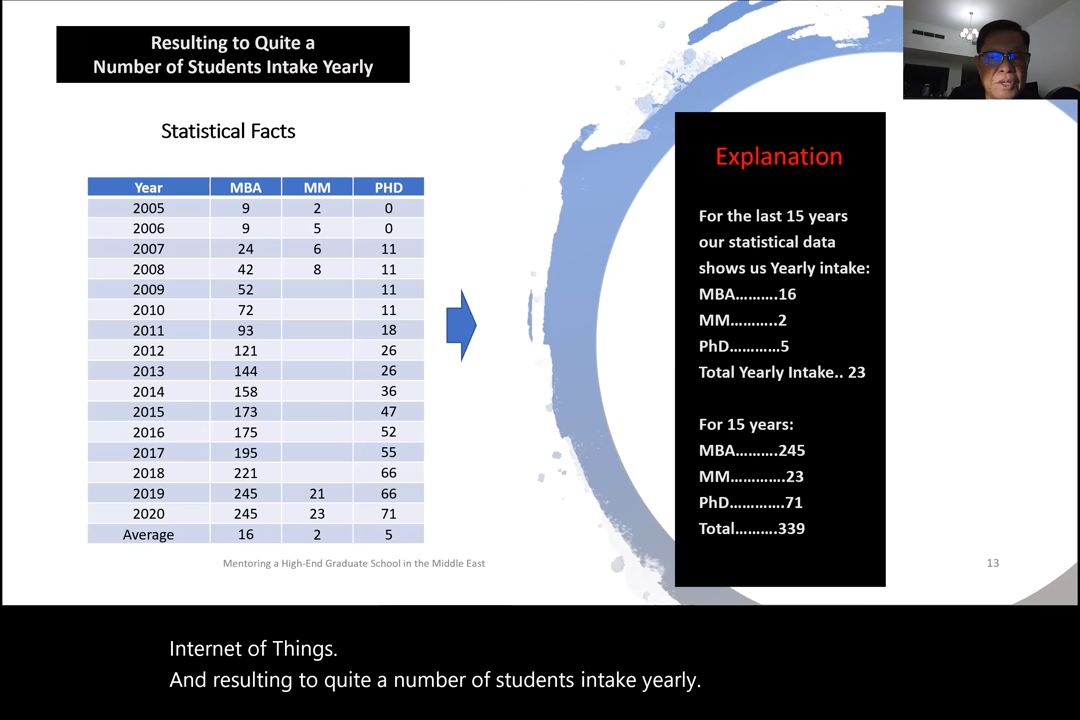 Resulting to Quite a
Number of Students Intake Yearly
Statistical Facts
Year MBA MM PHD
2005 9 2 0
2006 9 5 0
2007 24 6 11
2008 42 8 11
2009 52 11
2010 72 11
2011 93 18
2012 121 26
2013 144 26
2014 158 36
2015 173 47
2016 175 52
2017 195 55
2018 221 66
2019 245 21 66
2020 245 23 71
Average 16 2 5
Explanation
For the last 15 years
our statistical data
shows us Yearly intake:
MBA……….16
MM………..2
PhD…………5
Total Yearly Intake.. 23
For 15 years:
MBA……….245
MM………….23
PhD………….71
Total……….339
Mentoring a High-End Graduate School in the Middle East
13
Internet of Things.
And resulting to quite a number of students intake yearly.